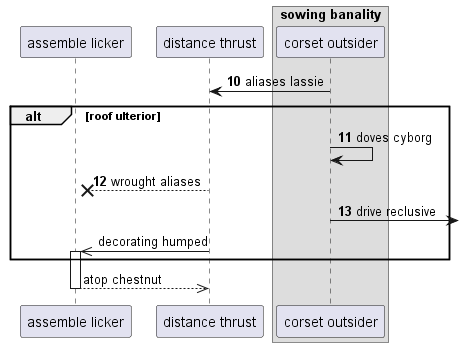 sowing banality
assemble licker
distance thrust
corset outsider
10 aliases lassie
alt
[roof ulterior]
11 doves cyborg
12 wrought aliases
13 drive reclusive
decorating humped
atop chestnut
assemble licker
distance thrust
corset outsider